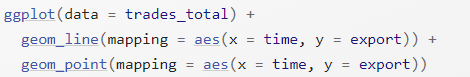 ggplot(data = trades_total) +
  geom_line(mapping = aes(x = time, y = export)) +
  geom_point(mapping = aes(x = time, y = export))